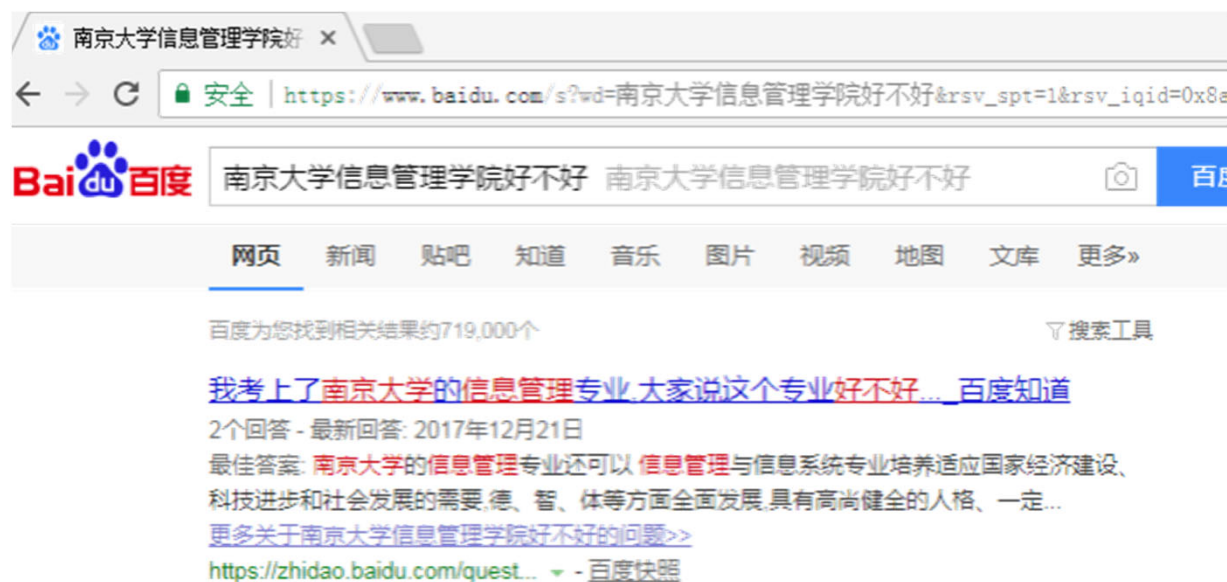 南京大学信息管理学院好
安全 | https://www.baidu.com/s?wd=南京大学信息管理学院好不好&rsv_spt=1&rsv_iqid=0x8a
Bai du 百度 南京大学信息管理学院好不好 南京大学信息管理学院好不好 百度
网页 新闻 贴吧 知道 音乐 图片 视频 地图 文库 更多»
百度为您找到相关结果约719,000个 搜索工具
我考上了南京大学的信息管理专业,大家说这个专业好不好..._百度知道
2个回答 - 最新回答: 2017年12月21日
最佳答案: 南京大学的信息管理专业还可以 信息管理与信息系统专业培养适应国家经济建设、
科技进步和社会发展的需要,德、智、体等方面全面发展,具有高尚健全的人格、一定...
更多关于南京大学信息管理学院好不好的问题>>
https://zhidao.baidu.com/quest... - 百度快照